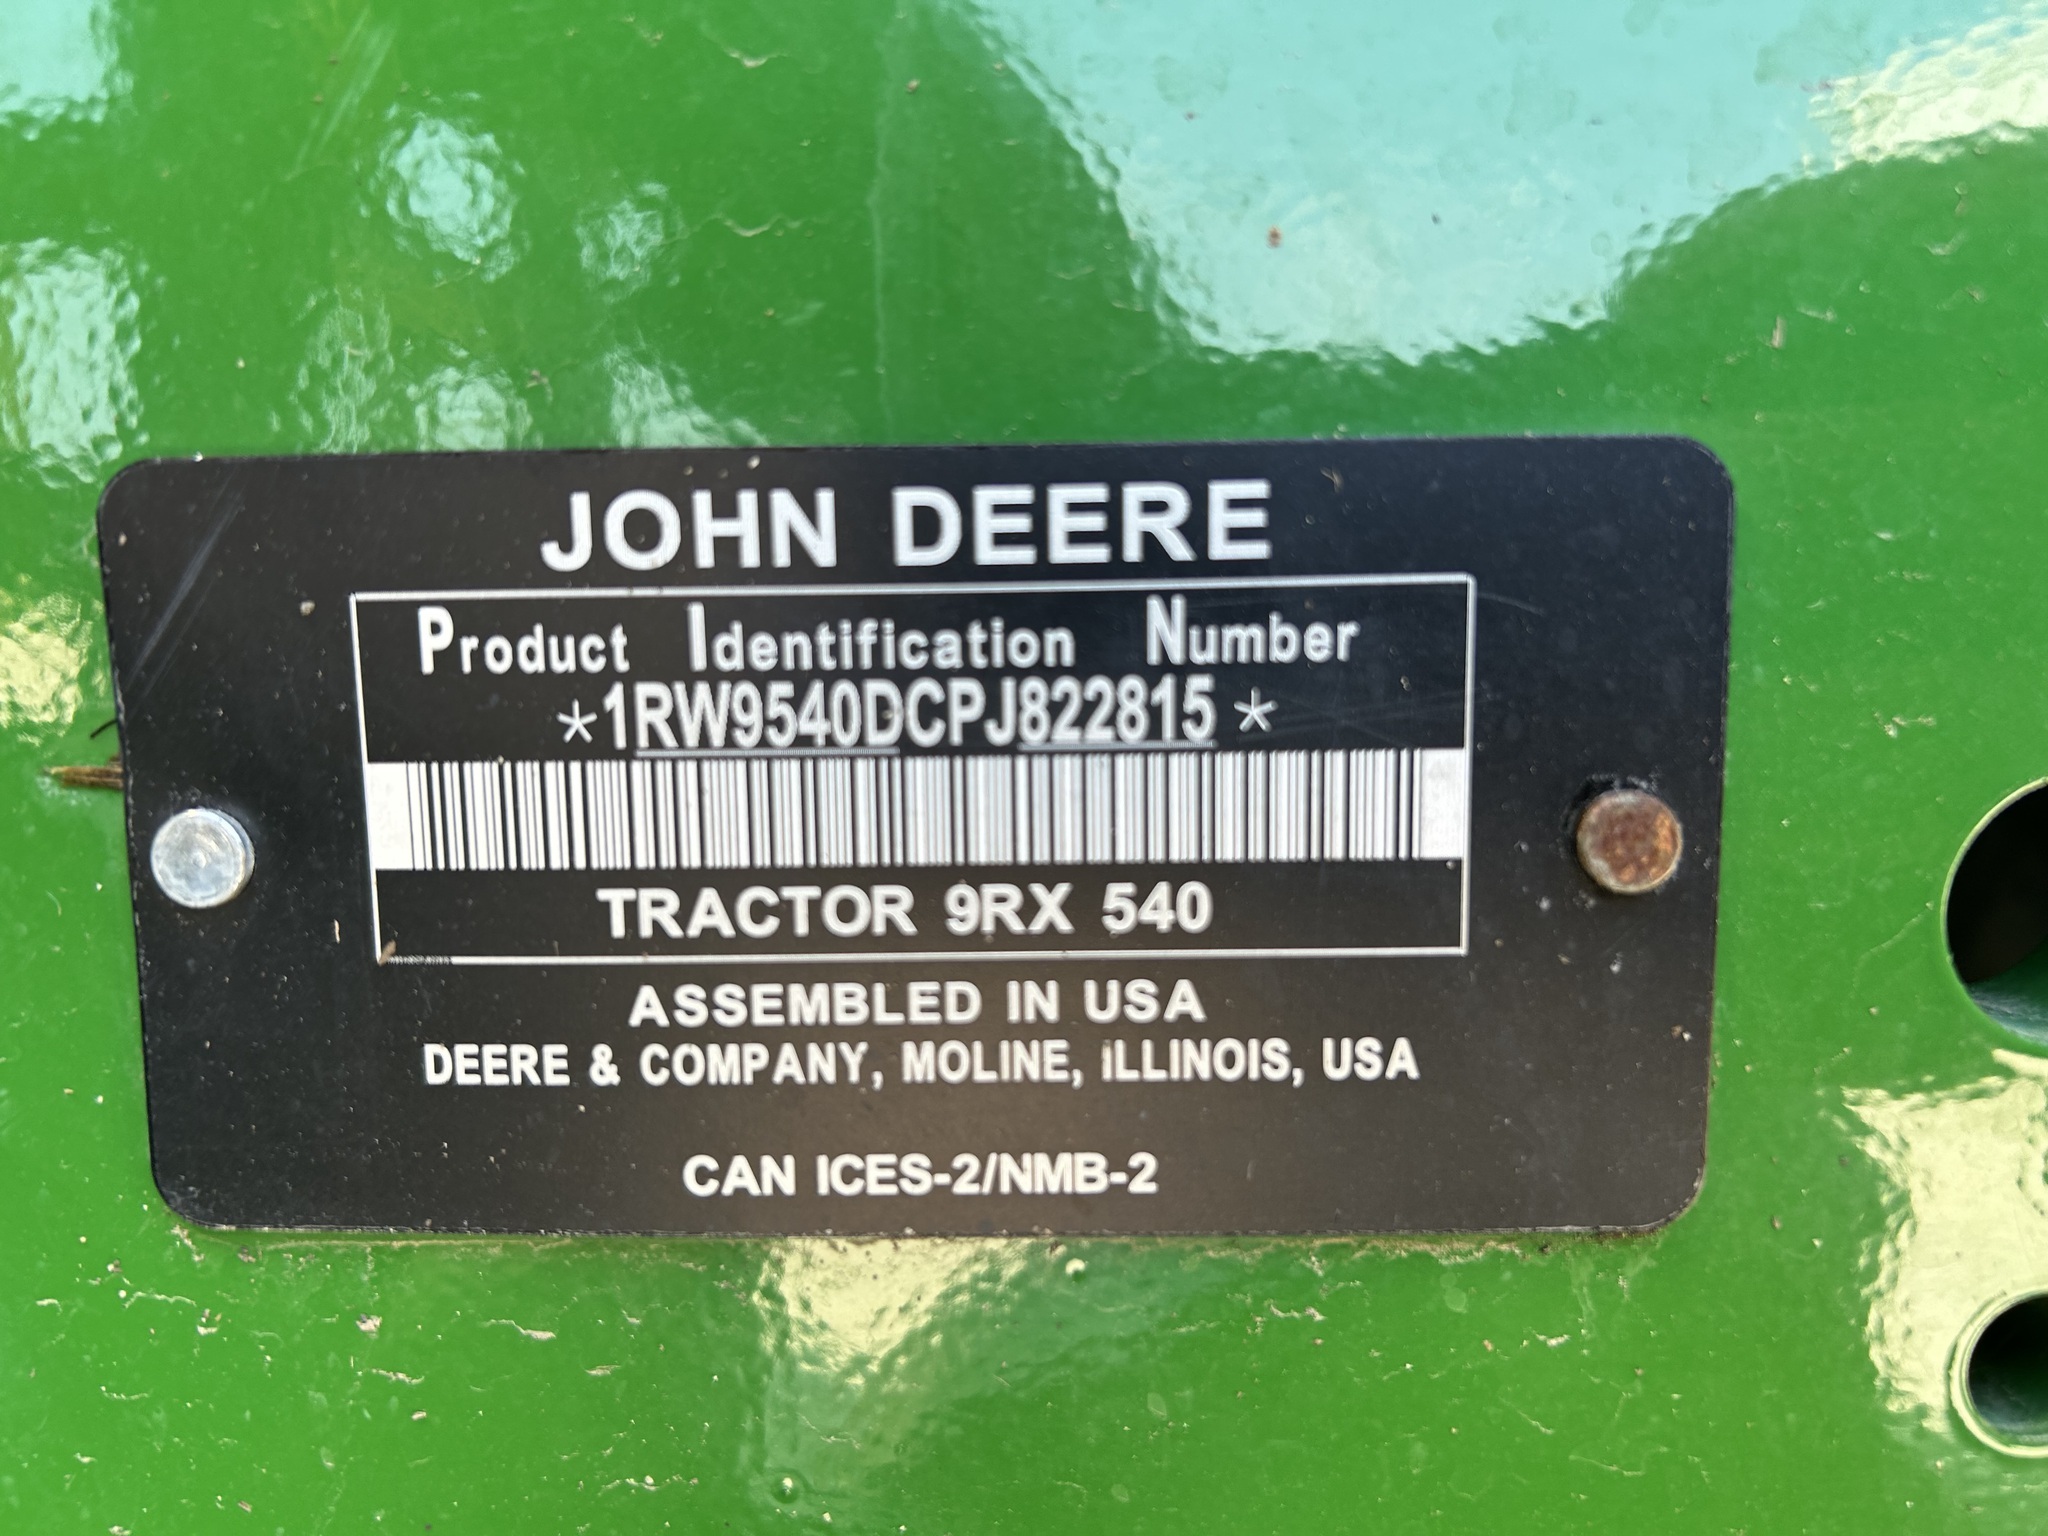 JOHN DEERE
Product Identification Number
*1RW9540DCPJ822815*
TRACTOR 9RX 540
ASSEMBLED IN USA
DEERE & COMPANY, MOLINE, ILLINOIS, USA
CAN ICES-2/NMB-2